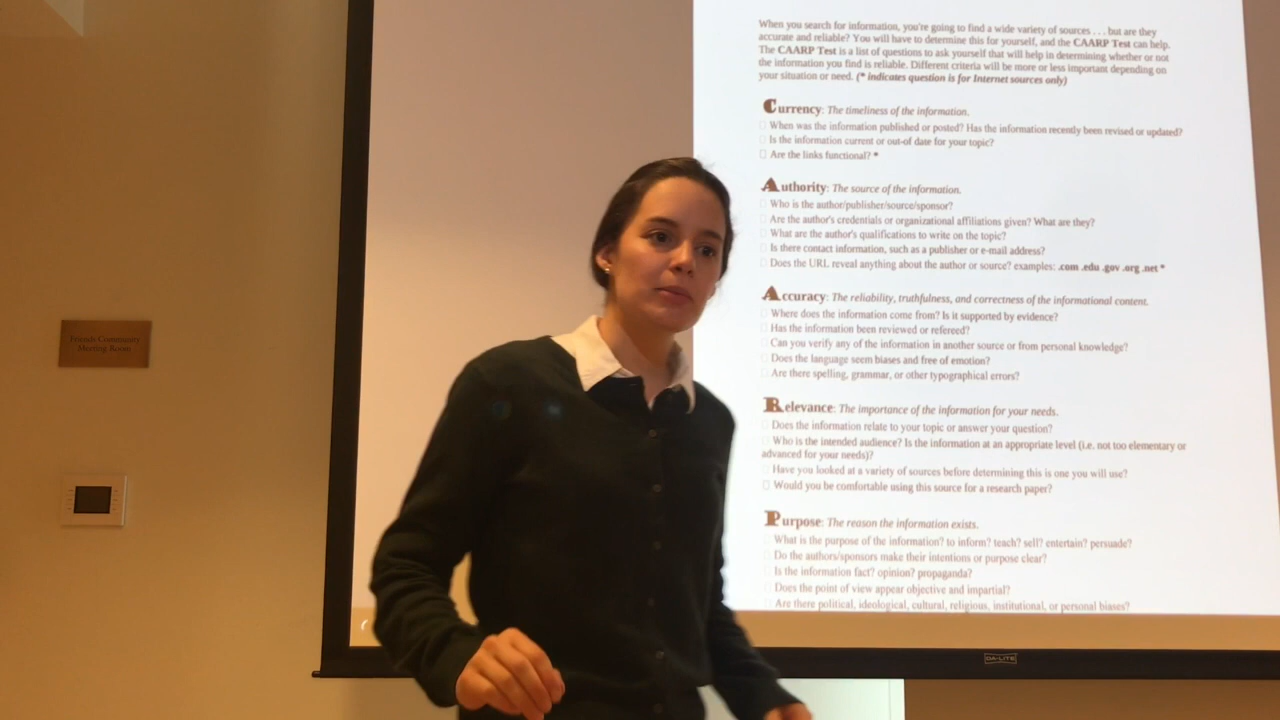 When you search for information, you're going to find a wide variety of sources . . . but are they
accurate and reliable? You will have to determine this for yourself, and the CAARP Test can help.
The CAARP Test is a list of questions to ask yourself that will help in determining whether or not
the information you find is reliable. Different criteria will be more or less important depending on
your situation or need. (* indicates question is for Internet sources only)
Currency: The timeliness of the information.
When was the information published or posted? Has the information recently been revised or updated?
Is the information current or out-of date for your topic?
Are the links functional? *
Authority: The source of the information.
Who is the author/publisher/source/sponsor?
Are the author's credentials or organizational affiliations given? What are they?
What are the author's qualifications to write on the topic?
Is there contact information, such as a publisher or e-mail address?
Does the URL reveal anything about the author or source? examples: .com .edu .gov .org .net *
Accuracy: The reliability, truthfulness, and correctness of the informational content.
Where does the information come from? Is it supported by evidence?
Has the information been reviewed or refereed?
Can you verify any of the information in another source or from personal knowledge?
Does the language seem biases and free of emotion?
Are there spelling, grammar, or other typographical errors?
Relevance: The importance of the information for your needs.
Does the information relate to your topic or answer your question?
Who is the intended audience? Is the information at an appropriate level (i.e. not too elementary or
advanced for your needs)?
Have you looked at a variety of sources before determining this is one you will use?
Would you be comfortable using this source for a research paper?
Purpose: The reason the information exists.
What is the purpose of the information? to inform? teach? sell? entertain? persuade?
Do the authors/sponsors make their intentions or purpose clear?
Is the information fact? opinion? propaganda?
Does the point of view appear objective and impartial?
Are there political, ideological, cultural, religious, institutional, or personal biases?
Friends Community
Meeting Room
DA-LITE